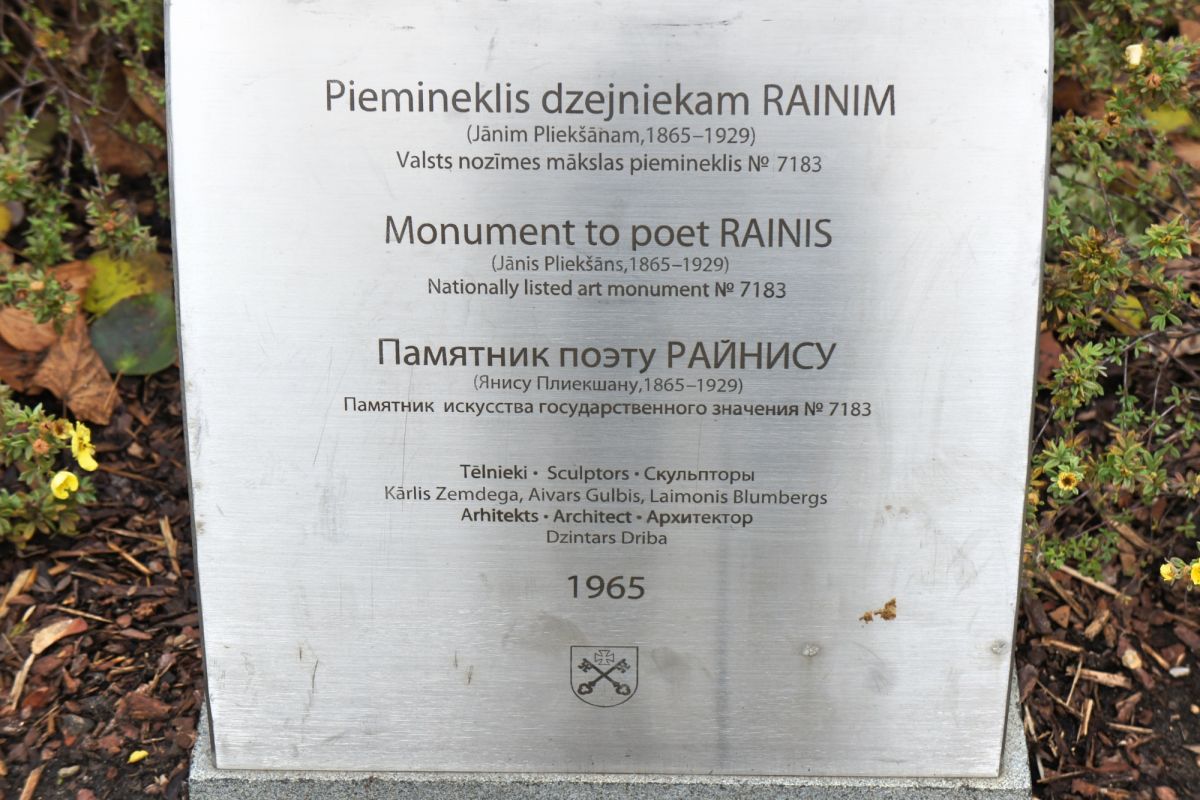 Piemineklis dzejniekam RAINIM
(Jānim Pliekšānam,1865–1929)
Valsts nozīmes mākslas piemineklis № 7183
Monument to poet RAINIS
(Jānis Pliekšāns,1865–1929)
Nationally listed art monument № 7183
Памятник поэту РАЙНИСУ
(Янису Плиекшану,1865–1929)
Памятник искусства государственного значения № 7183
Tēlnieki • Sculptors • Скульпторы
Kārlis Zemdega, Aivars Gulbis, Laimonis Blumbergs
Arhitekts • Architect • Архитектор
Dzintars Driba
1965